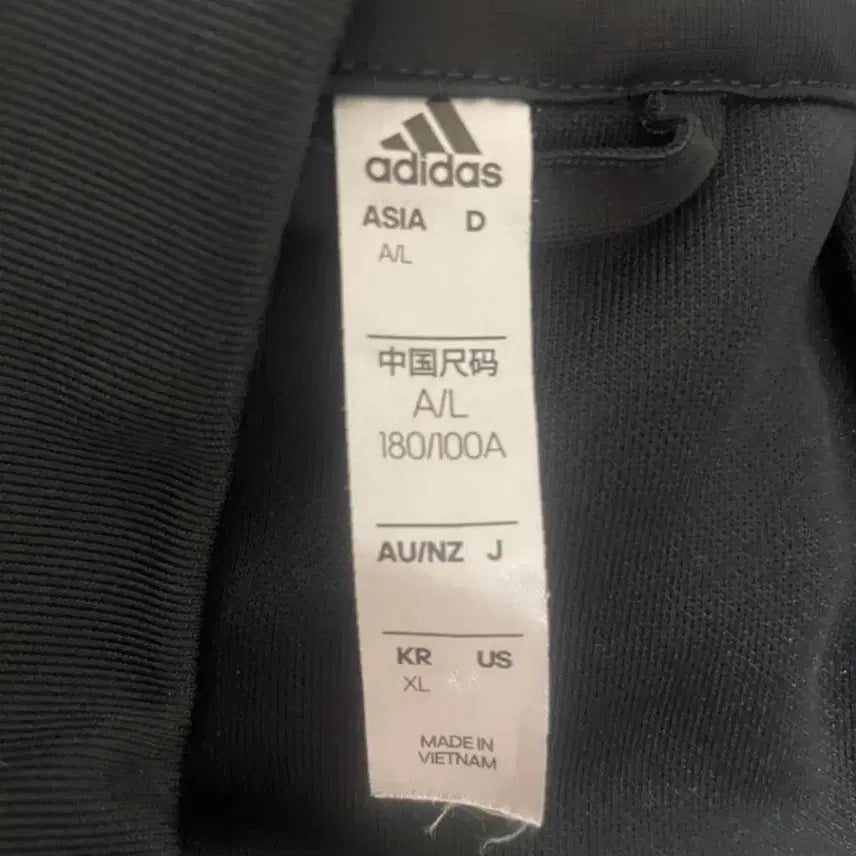 adidas
ASIA D
A/L
中国尺码
A/L
180/100A
AU/NZ J
KR US
XL
MADE IN
VIETNAM